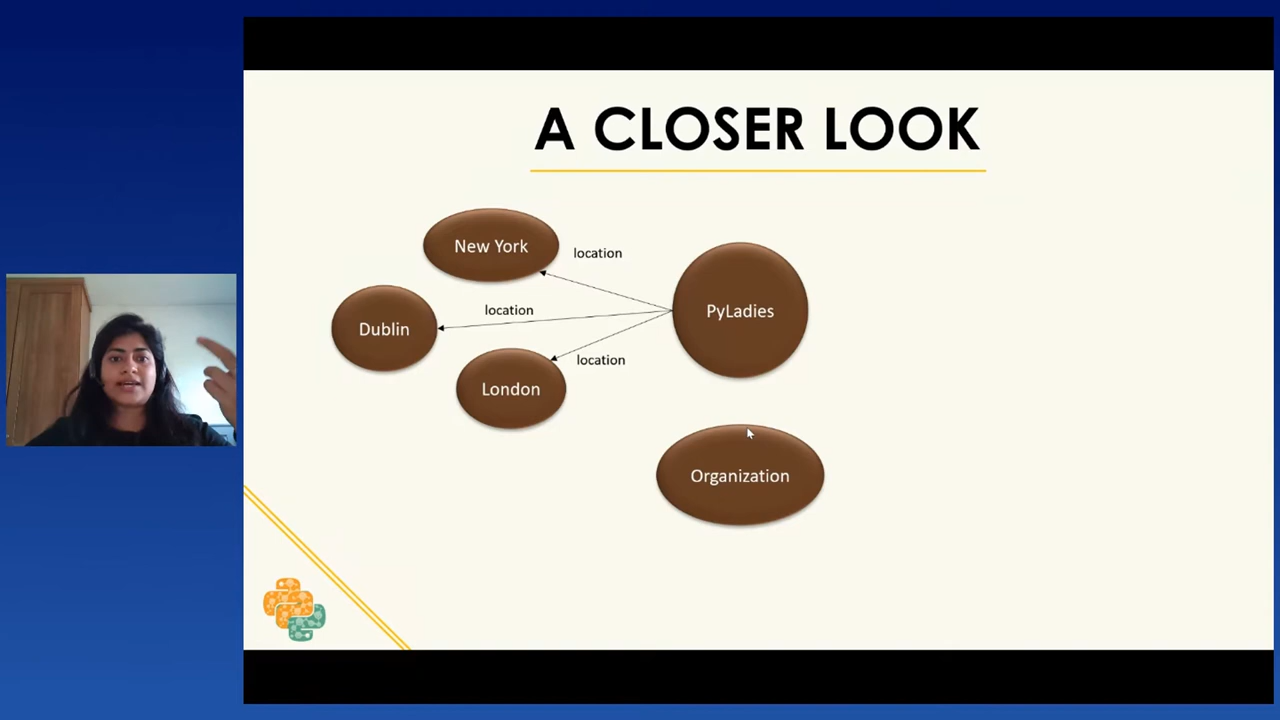 A CLOSER LOOK
New York
location
PyLadies
location
Dublin
location
London
Organization